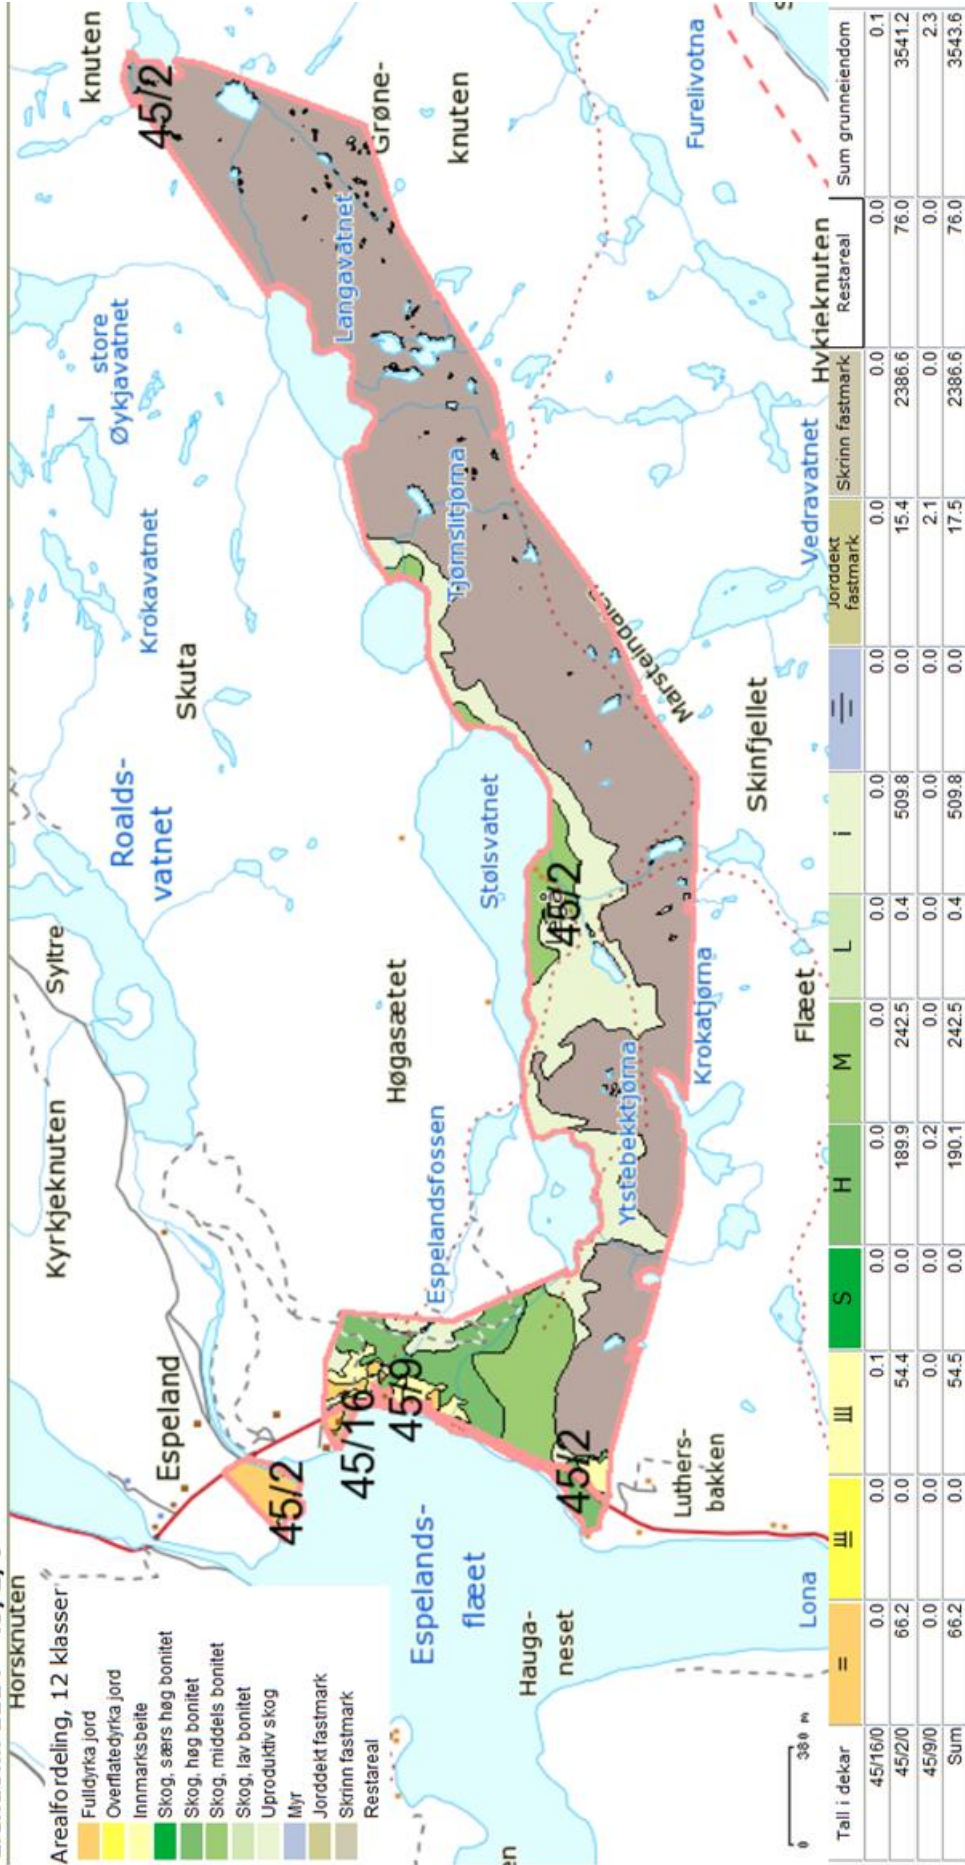 Horsknuten
Arealfordeling, 12 klasser
Fulldyrka jord
Overflatedyrka jord
Innmarksbeite
Skog, særs høg bonitet
Skog, høg bonitet
Skog, middels bonitet
Skog, lav bonitet
Uproduktiv skog
Myr
Jorddekt fastmark
Skrinn fastmark
Restareal
Kyrkjeknuten
Syltre
Roalds-
vatnet
Skuta
Krokavatnet
store
Øykjavatnet
knuten
45/2
Espeland
45/2
45/16
45/9
Espelandsfossen
Høgasætet
Stølsvatnet
45/2
Langavatnet
Tjørnslitjørna
Grøne-
knuten
Furelivotna
Espelands-
flæet
Hauga-
neset
45/2
Luthers-
bakken
Ytstebekktjørna
Krokatjørna
Marsteindalen
Skinfjellet
Flæet
Vedravatnet
Hykjeknuten
Lona
0 380 m
Tall i dekar S H M L i Jorddekt fastmark Skrinn fastmark Restareal Sum grunneiendom
45/16/0 0.0 0.0 0.1 0.0 0.0 0.0 0.0 0.0 0.0 0.0 0.0 0.0 0.1
45/2/0 66.2 0.0 54.4 0.0 189.9 242.5 0.4 509.8 0.0 15.4 2386.6 76.0 3541.2
45/9/0 0.0 0.0 0.0 0.0 0.2 0.0 0.0 0.0 0.0 2.1 0.0 0.0 2.3
Sum 66.2 0.0 54.5 0.0 190.1 242.5 0.4 509.8 0.0 17.5 2386.6 76.0 3543.6